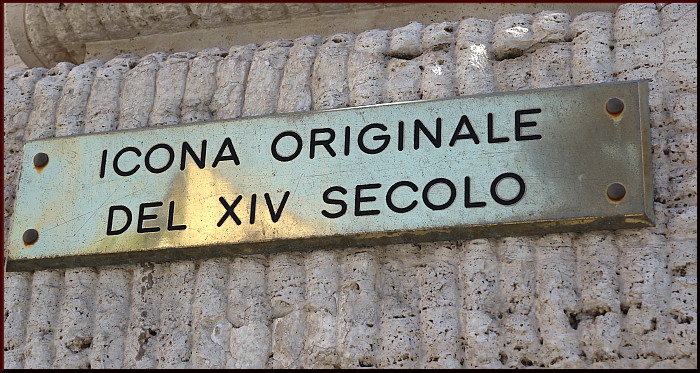 ICONA ORIGINALE
DEL XIV SECOLO